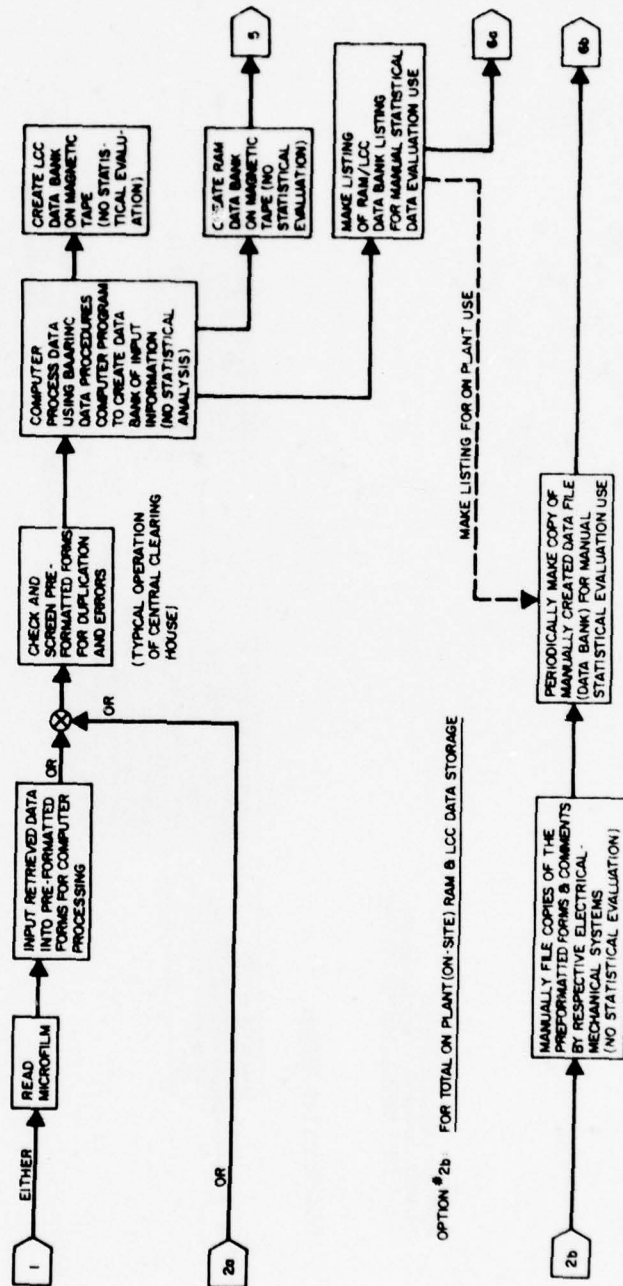 1
EITHER
READ
MICROFILM
INPUT RETRIEVED DATA
INTO PRE-FORMATTED
FORMS FOR COMPUTER
PROCESSING
OR
OR
2a
OR
CHECK AND
SCREEN PRE-
FORMATTED FORMS
FOR DUPLICATION
AND ERRORS
(TYPICAL OPERATION
OF CENTRAL CLEARING
HOUSE)
COMPUTER
PROCESS DATA
USING BAARINC
DATA PROCEDURES
COMPUTER PROGRAM
TO CREATE DATA
BANK OF INPUT
INFORMATION
(NO STATISTICAL
ANALYSIS)
CREATE LCC
DATA BANK
ON MAGNETIC
TAPE
(NO STATIS-
TICAL EVALU-
ATION)
CREATE RAM
DATA BANK
ON MAGNETIC
TAPE (NO
STATISTICAL
EVALUATION)
5
MAKE LISTING
OF RAM/LCC
DATA BANK LISTING
FOR MANUAL STATISTICAL
DATA EVALUATION USE
6a
MAKE LISTING FOR ON PLANT USE
OPTION #2b: FOR TOTAL ON PLANT (ON-SITE) RAM & LCC DATA STORAGE
2b
MANUALLY FILE COPIES OF THE
PREFORMATTED FORMS & COMMENTS
BY RESPECTIVE ELECTRICAL-
MECHANICAL SYSTEMS
(NO STATISTICAL EVALUATION)
PERIODICALLY MAKE COPY OF
MANUALLY CREATED DATA FILE
(DATA BANK) FOR MANUAL
STATISTICAL EVALUATION USE
6b